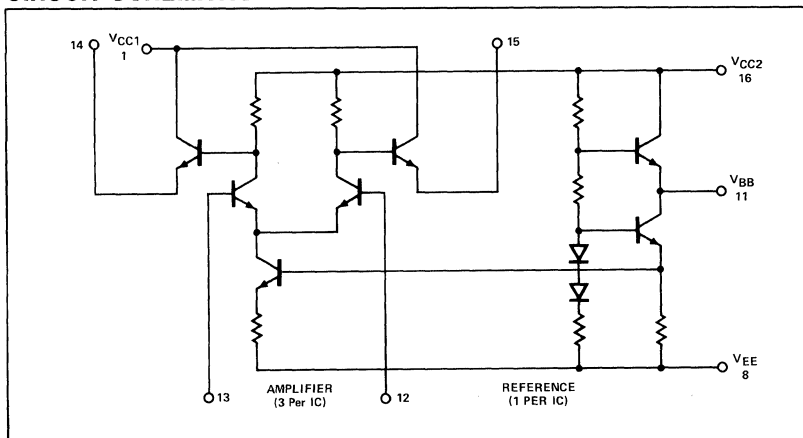 14
VCC1
1
15
VCC2
16
VBB
11
VEE
8
13
AMPLIFIER
(3 Per IC)
12
REFERENCE
(1 PER IC)